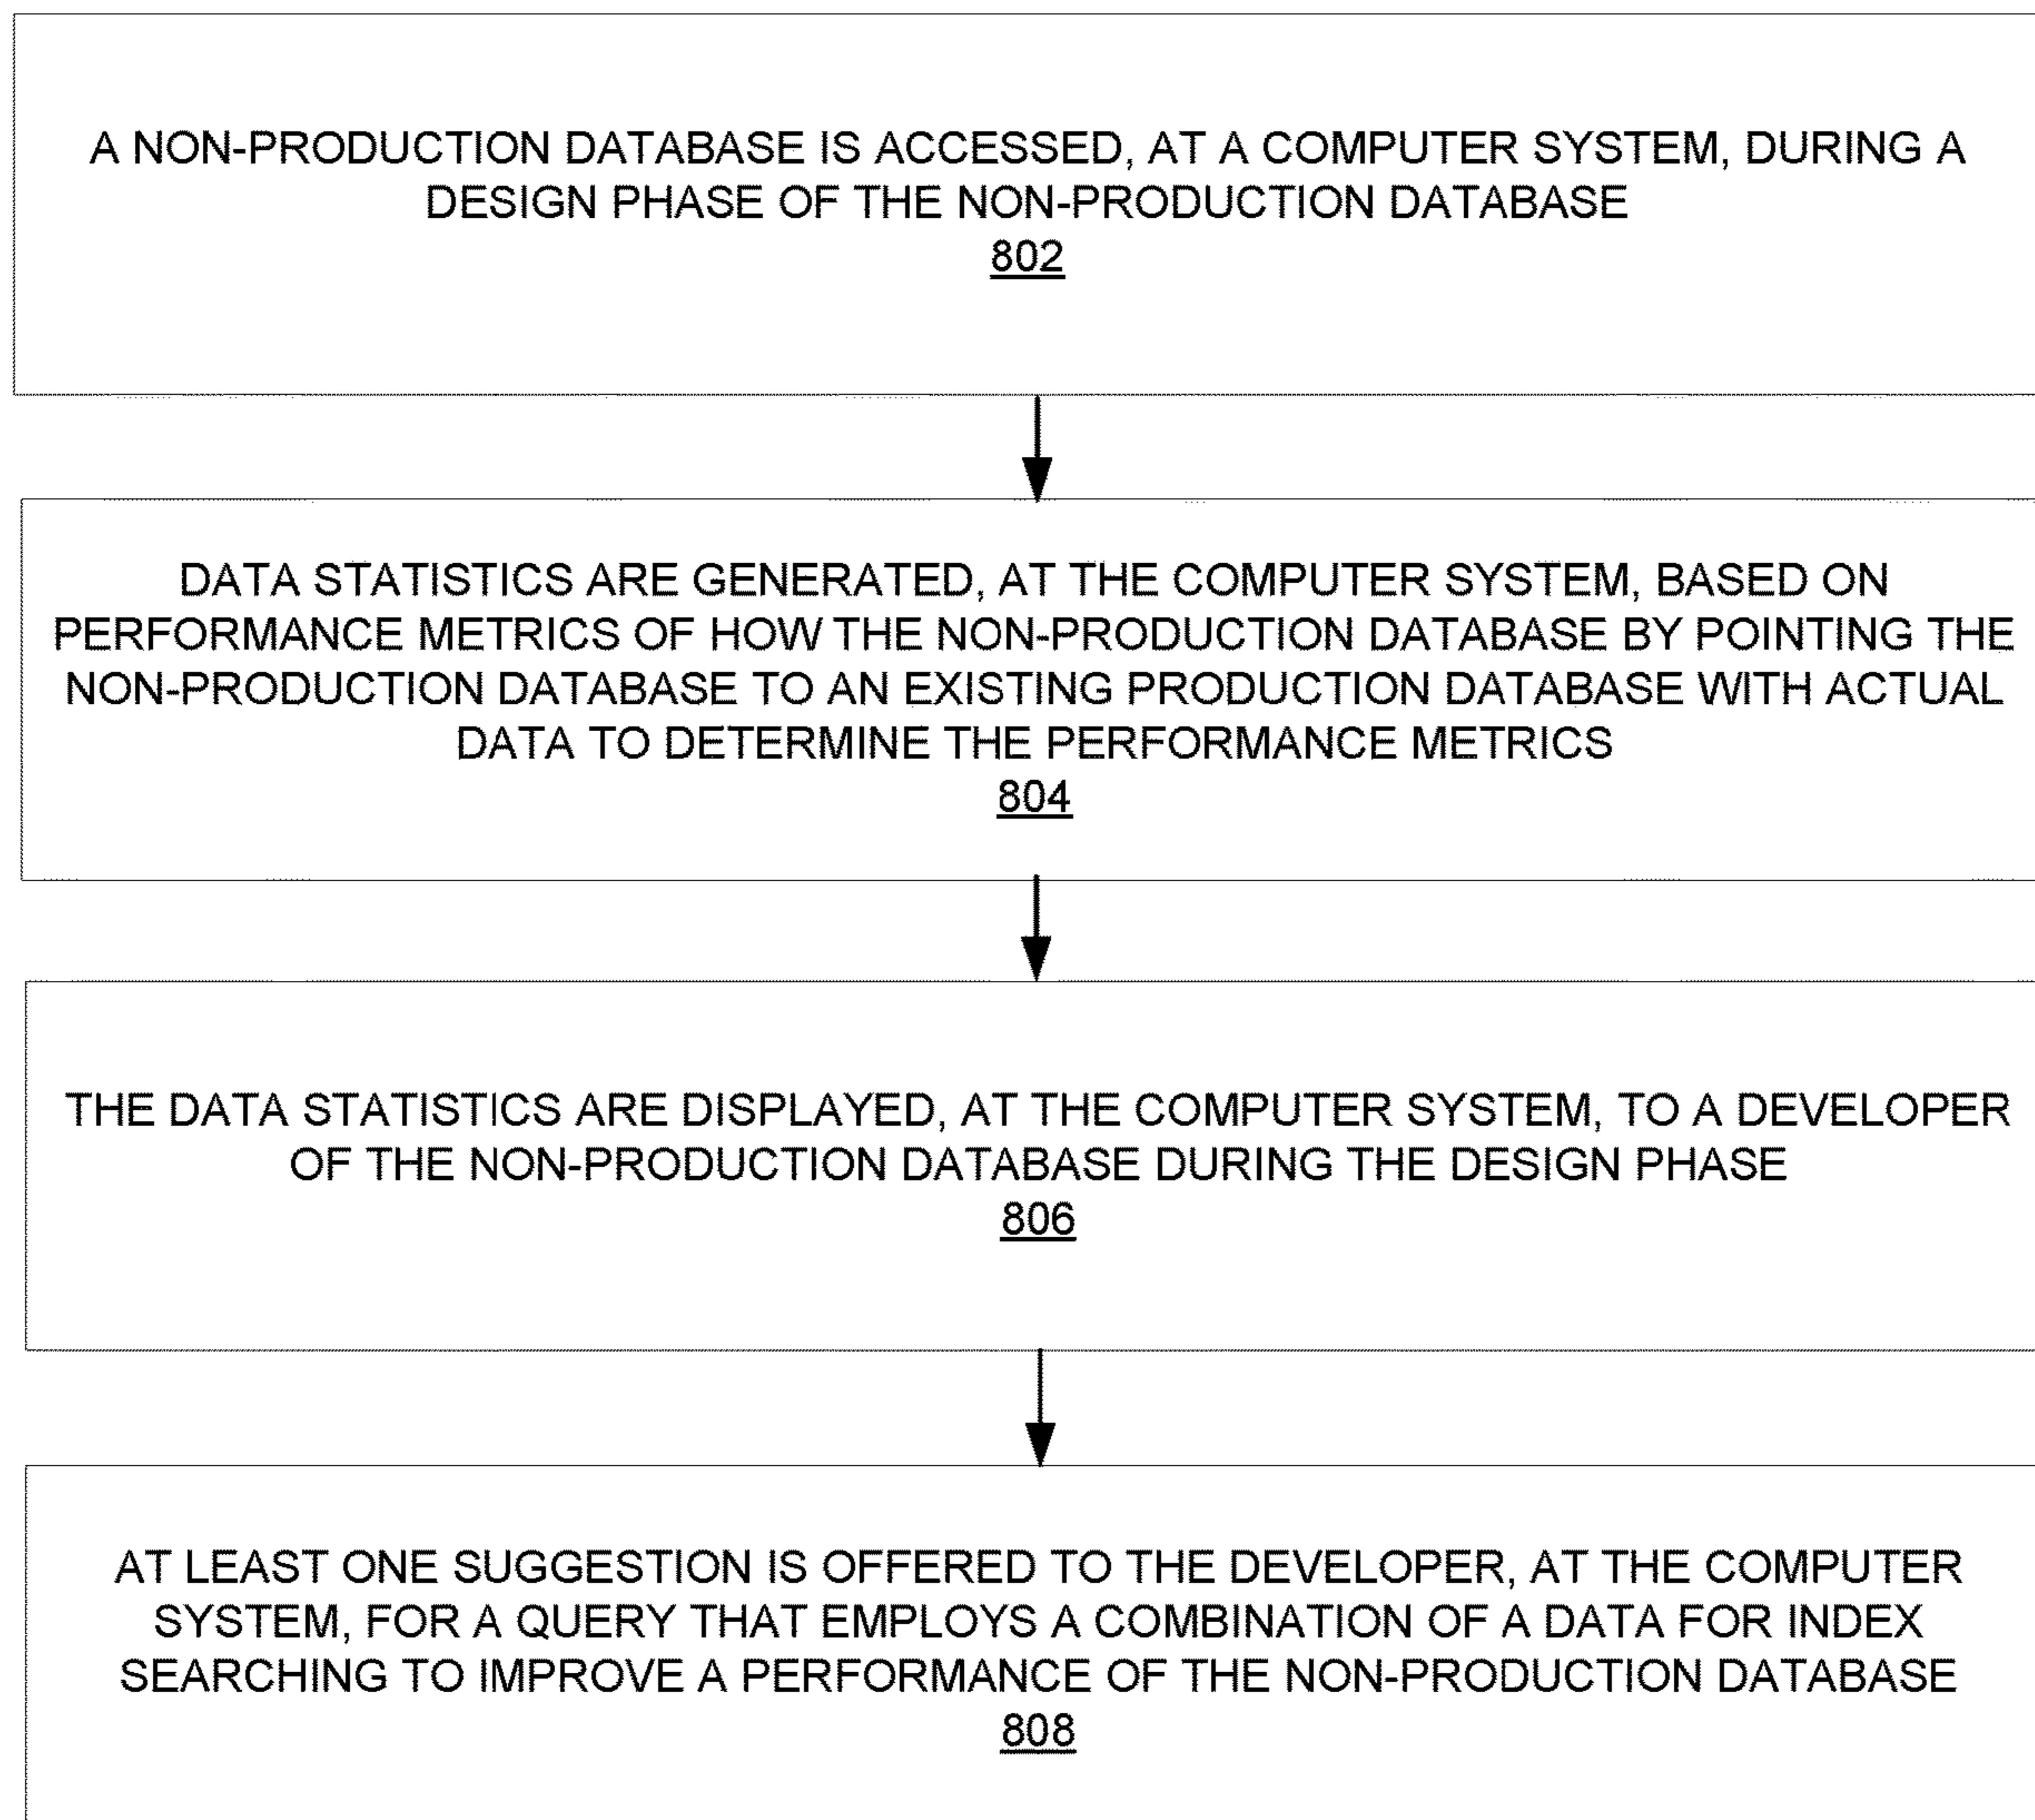 A NON-PRODUCTION DATABASE IS ACCESSED, AT A COMPUTER SYSTEM, DURING A
DESIGN PHASE OF THE NON-PRODUCTION DATABASE
802
DATA STATISTICS ARE GENERATED, AT THE COMPUTER SYSTEM, BASED ON
PERFORMANCE METRICS OF HOW THE NON-PRODUCTION DATABASE BY POINTING THE
NON-PRODUCTION DATABASE TO AN EXISTING PRODUCTION DATABASE WITH ACTUAL
DATA TO DETERMINE THE PERFORMANCE METRICS
804
THE DATA STATISTICS ARE DISPLAYED, AT THE COMPUTER SYSTEM, TO A DEVELOPER
OF THE NON-PRODUCTION DATABASE DURING THE DESIGN PHASE
806
AT LEAST ONE SUGGESTION IS OFFERED TO THE DEVELOPER, AT THE COMPUTER
SYSTEM, FOR A QUERY THAT EMPLOYS A COMBINATION OF A DATA FOR INDEX
SEARCHING TO IMPROVE A PERFORMANCE OF THE NON-PRODUCTION DATABASE
808